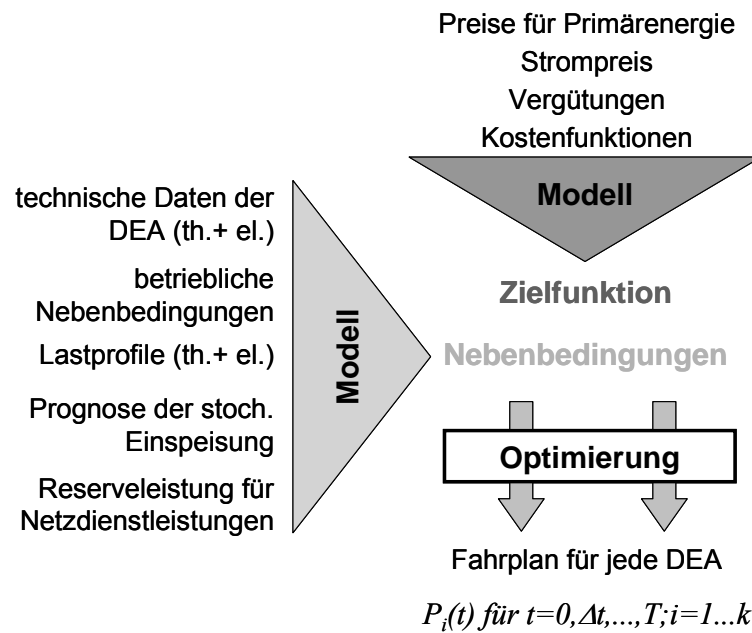 Preise für Primärenergie
Strompreis
Vergütungen
Kostenfunktionen
Modell
technische Daten der
DEA (th.+ el.)
betriebliche
Nebenbedingungen
Lastprofile (th.+ el.)
Prognose der stoch.
Einspeisung
Reserveleistung für
Netzdienstleistungen
Modell
Zielfunktion
Nebenbedingungen
Optimierung
Fahrplan für jede DEA
P_i(t) für t=0,Δt,...,T;i=1...k